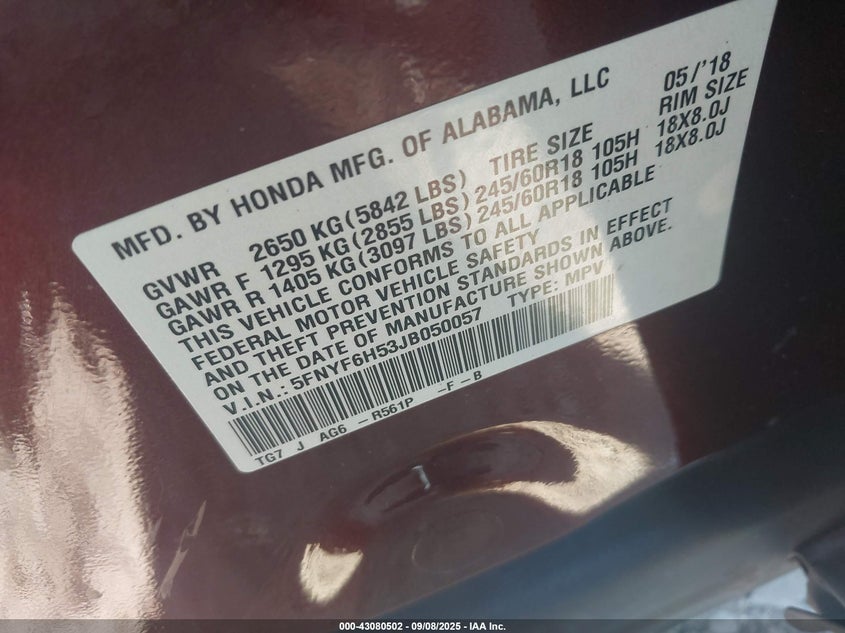 MFD. BY HONDA MFG. OF ALABAMA, LLC 05/'18
GVWR 2650 KG(5842 LBS) TIRE SIZE RIM SIZE
GAWR F 1295 KG(2855 LBS)245/60R18 105H 18X8.0J
GAWR R 1405 KG(3097 LBS)245/60R18 105H 18X8.0J
THIS VEHICLE CONFORMS TO ALL APPLICABLE
FEDERAL MOTOR VEHICLE SAFETY
AND THEFT PREVENTION STANDARDS IN EFFECT
ON THE DATE OF MANUFACTURE SHOWN ABOVE.
V.I.N.: 5FNYF6H53JB050057 TYPE: MPV
TG7 J AG6 -R561P -F-B
000-43080502 - 09/08/2025 - IAA Inc.